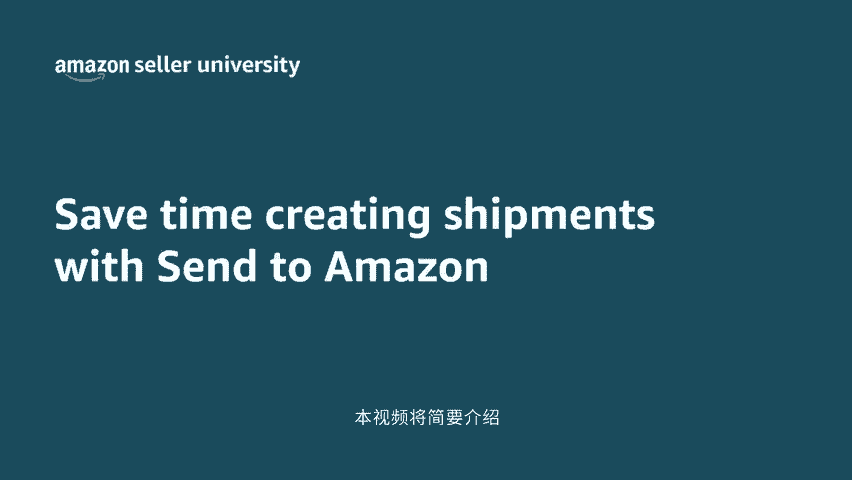 amazon seller university
Save time creating shipments
with Send to Amazon
本视频将简要介绍